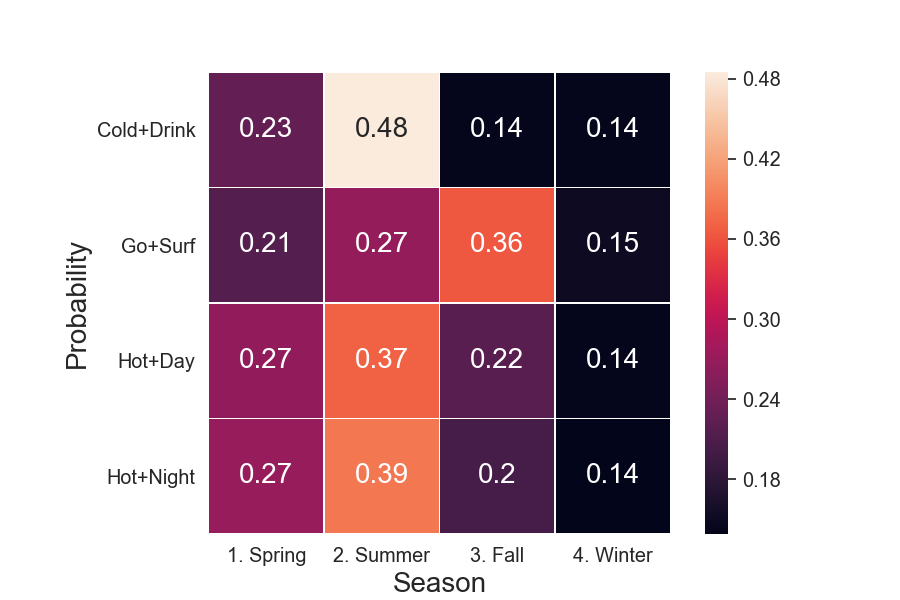 Cold+Drink 0.23 0.48 0.14 0.14
Go+Surf 0.21 0.27 0.36 0.15
Hot+Day 0.27 0.37 0.22 0.14
Hot+Night 0.27 0.39 0.2 0.14
1. Spring 2. Summer 3. Fall 4. Winter
Season
Probability
0.48
0.42
0.36
0.30
0.24
0.18